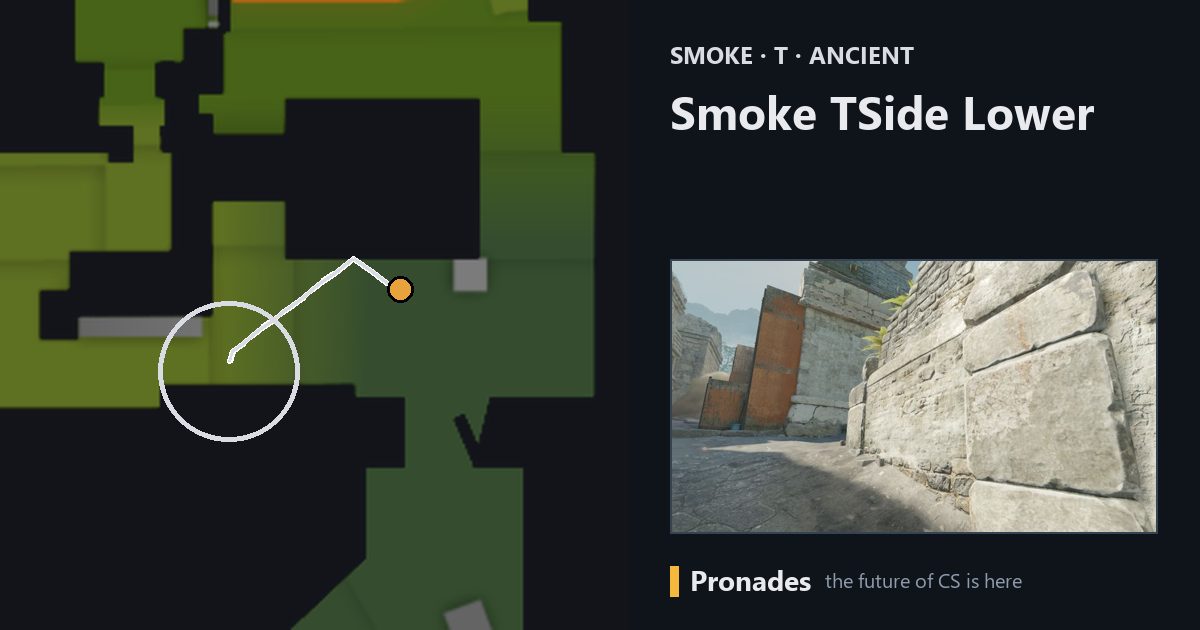 SMOKE · T · ANCIENT
Smoke TSide Lower
Pronades the future of CS is here